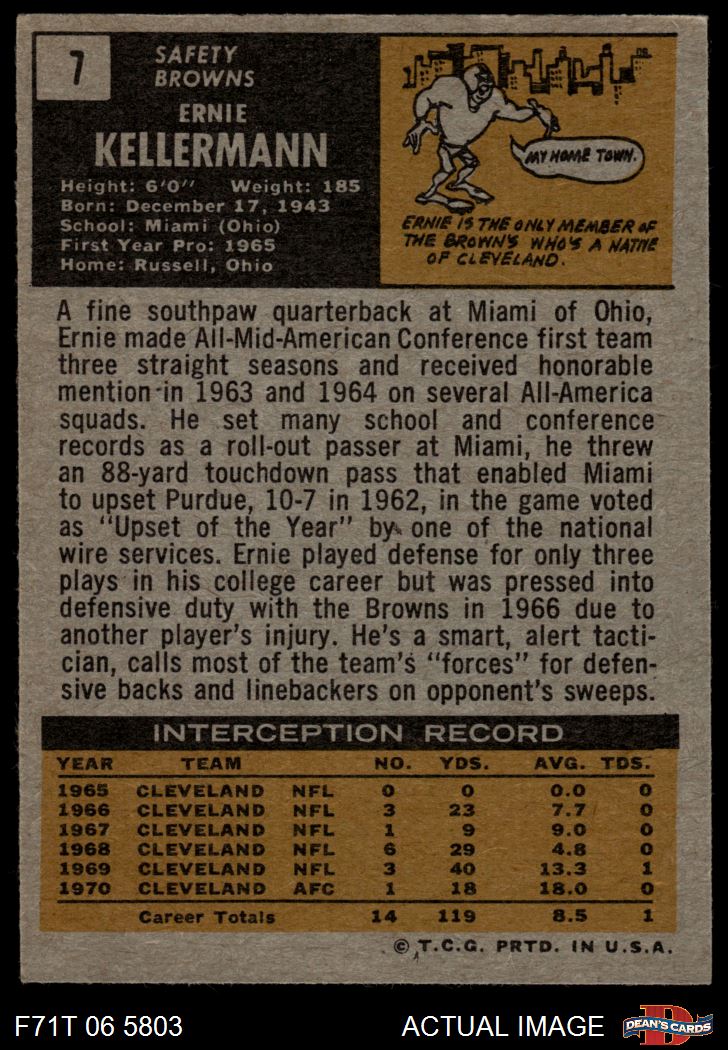 7
SAFETY
BROWNS
ERNIE
KELLERMANN
Height: 6'0" Weight: 185
Born: December 17, 1943
School: Miami (Ohio)
First Year Pro: 1965
Home: Russell, Ohio
MY HOME TOWN.
ERNIE IS THE ONLY MEMBER OF
THE BROWN'S WHO'S A NATIVE
OF CLEVELAND.
A fine southpaw quarterback at Miami of Ohio,
Ernie made All-Mid-American Conference first team
three straight seasons and received honorable
mention in 1963 and 1964 on several All-America
squads. He set many school and conference
records as a roll-out passer at Miami, he threw
an 88-yard touchdown pass that enabled Miami
to upset Purdue, 10-7 in 1962, in the game voted
as "Upset of the Year" by one of the national
wire services. Ernie played defense for only three
plays in his college career but was pressed into
defensive duty with the Browns in 1966 due to
another player's injury. He's a smart, alert tacti-
cian, calls most of the team's "forces" for defen-
sive backs and linebackers on opponent's sweeps.
INTERCEPTION RECORD
YEAR TEAM NO. YDS. AVG. TDS.
1965 CLEVELAND NFL 0 0 0.0 0
1966 CLEVELAND NFL 3 23 7.7 0
1967 CLEVELAND NFL 1 9 9.0 0
1968 CLEVELAND NFL 6 29 4.8 0
1969 CLEVELAND NFL 3 40 13.3 1
1970 CLEVELAND AFC 1 18 18.0 0
Career Totals 14 119 8.5 1
© T.C.G. PRTD. IN U.S.A.
F71T 06 5803 ACTUAL IMAGE
D
DEAN'S CARDS